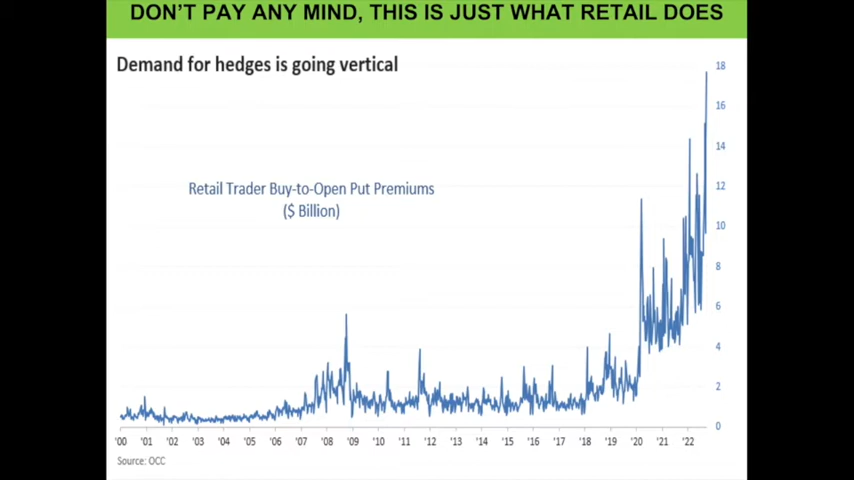 DON'T PAY ANY MIND, THIS IS JUST WHAT RETAIL DOES
Demand for hedges is going vertical
Retail Trader Buy-to-Open Put Premiums
($ Billion)
18
16
14
12
10
8
6
4
2
0
'00 '01 '02 '03 '04 '05 '06 '07 '08 '09 '10 '11 '12 '13 '14 '15 '16 '17 '18 '19 '20 '21 '22
Source: OCC